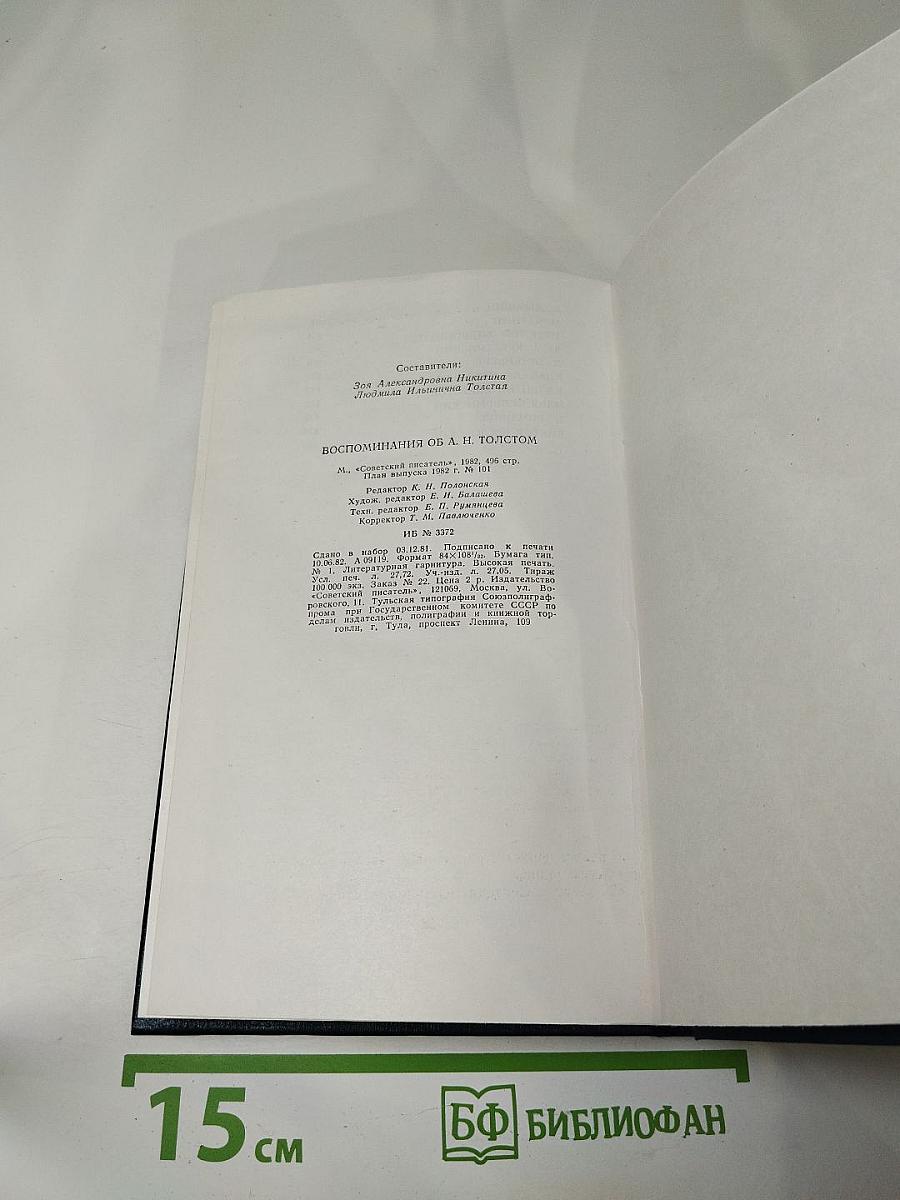 Составители:
Зоя Александровна Никитина
Людмила Ильинична Толстая
ВОСПОМИНАНИЯ ОБ А. Н. ТОЛСТОМ
М., «Советский писатель», 1982, 496 стр.
План выпуска 1982 г. № 101
Редактор К. Н. Полонская
Худож. редактор Е. И. Балашева
Техн. редактор Е. П. Румянцева
Корректор Т. М. Павлюченко
ИБ № 3372
Сдано в набор 03.12.81. Подписано к печати
10.06.82. А 09119. Формат 84×108¹/₃₂. Бумага тип.
№ 1. Литературная гарнитура. Высокая печать.
Усл. печ. л. 27,72. Уч.-изд. л. 27,05. Тираж
100 000 экз. Заказ № 22. Цена 2 р. Издательство
«Советский писатель», 121069, Москва, ул. Во-
ровского, 11. Тульская типография Союзполиграф-
прома при Государственном комитете СССР по
делам издательств, полиграфии и книжной тор-
говли, г. Тула, проспект Ленина, 109
15 см
БФ БИБЛИОФАН